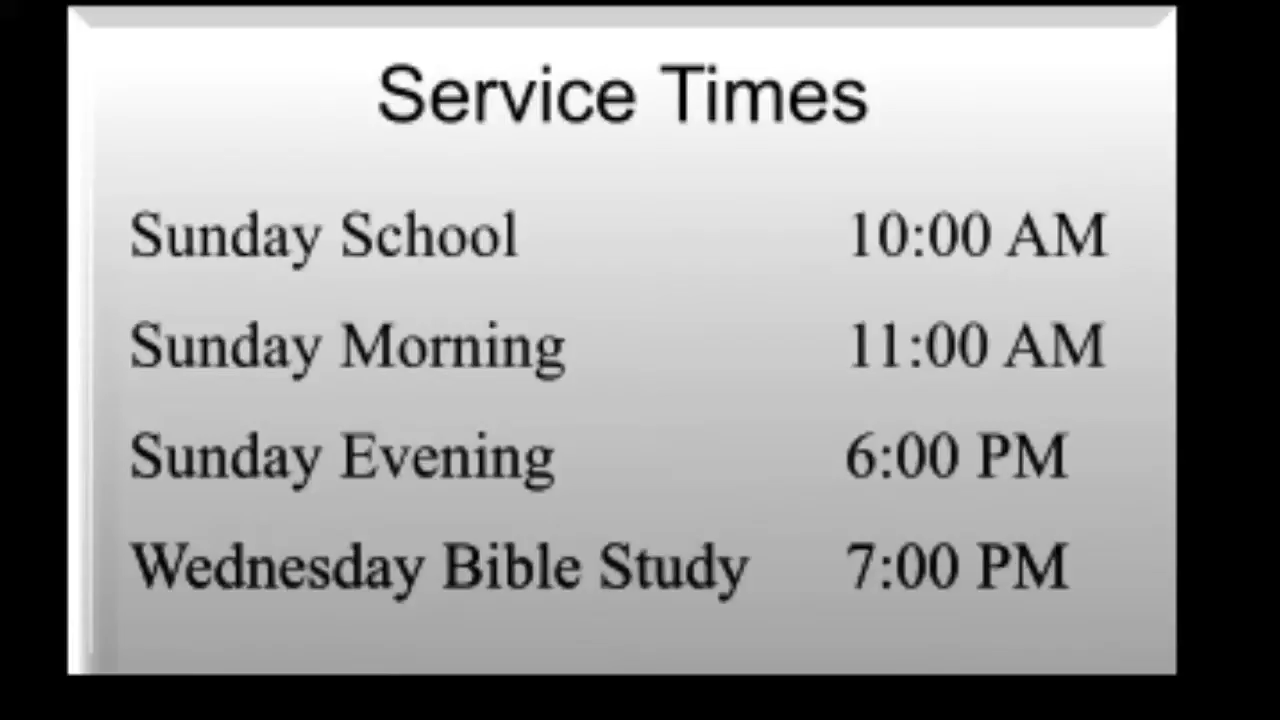 Service Times
Sunday School 10:00 AM
Sunday Morning 11:00 AM
Sunday Evening 6:00 PM
Wednesday Bible Study 7:00 PM